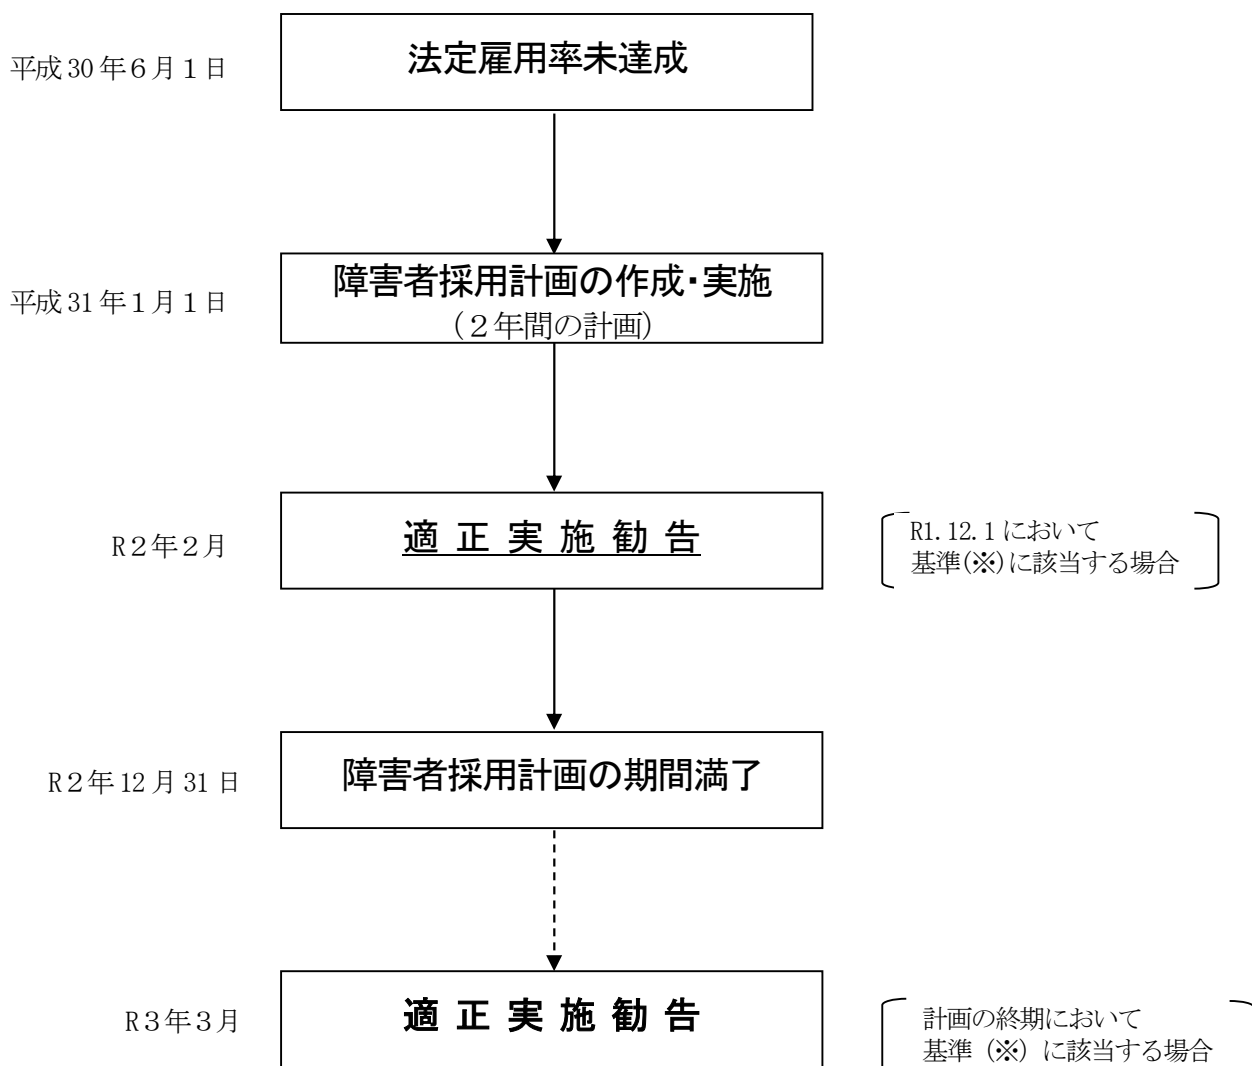 平成30年6月1日
法定雇用率未達成
平成31年1月1日
障害者採用計画の作成・実施
(２年間の計画)
R２年２月
適 正 実 施 勧 告
R1.12.1において
基準(※)に該当する場合
R２年12月31日
障害者採用計画の期間満了
R３年３月
適 正 実 施 勧 告
計画の終期において
基準（※）に該当する場合